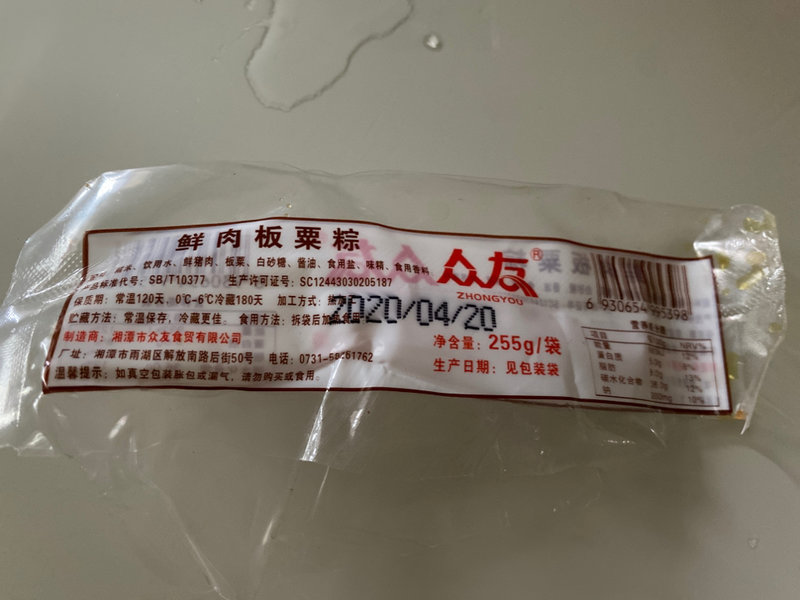 鲜肉板栗粽
糯米、饮用水、鲜猪肉、板栗、白砂糖、酱油、食用盐、味精、食用香料
产品标准代号：SB/T10377 生产许可证号：SC12443030205187
保质期：常温120天，0℃-6℃冷藏180天 加工方式：
2020/04/20
贮藏方法：常温保存，冷藏更佳。 食用方法：拆袋后加热食用
制造商：湘潭市众友食贸有限公司
厂址：湘潭市雨湖区解放南路后街50号 电话：0731-
温馨提示：如真空包装胀包或漏气，请勿购买或食用。
众友®
ZHONGYOU
净含量：255g/袋
生产日期：见包装袋
项目 NRV%
能量 12%
蛋白质
脂肪 13%
碳水化合物 12%
钠 10%